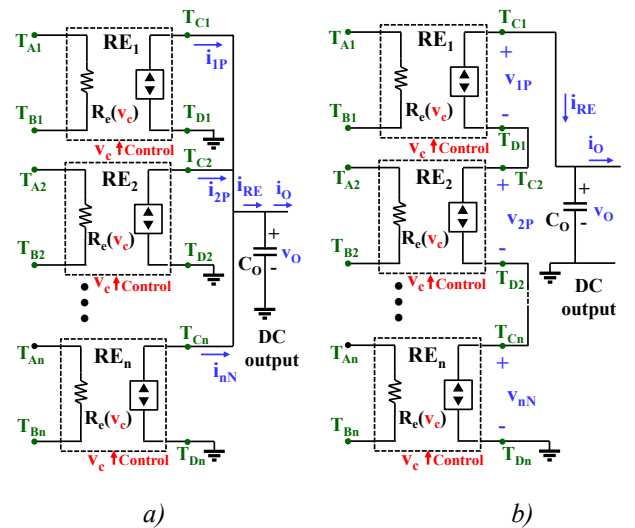 a)
T_A1
RE_1
T_C1
i_1P
T_B1
R_e(v_c)
T_D1
v_c Control
T_A2
RE_2
T_C2
i_2P
i_RE
i_O
T_B2
R_e(v_c)
T_D2
C_O
+
-
v_O
v_c Control
DC
output
T_An
RE_n
T_Cn
i_nN
T_Bn
R_e(v_c)
T_Dn
v_c Control
b)
T_A1
RE_1
T_C1
+
v_1P
-
i_RE
i_O
T_B1
R_e(v_c)
T_D1
v_c Control
T_A2
RE_2
T_C2
+
v_2P
-
T_B2
R_e(v_c)
T_D2
C_O
+
-
v_O
v_c Control
DC
output
T_An
RE_n
T_Cn
+
v_nN
-
T_Bn
R_e(v_c)
T_Dn
v_c Control
a)
b)